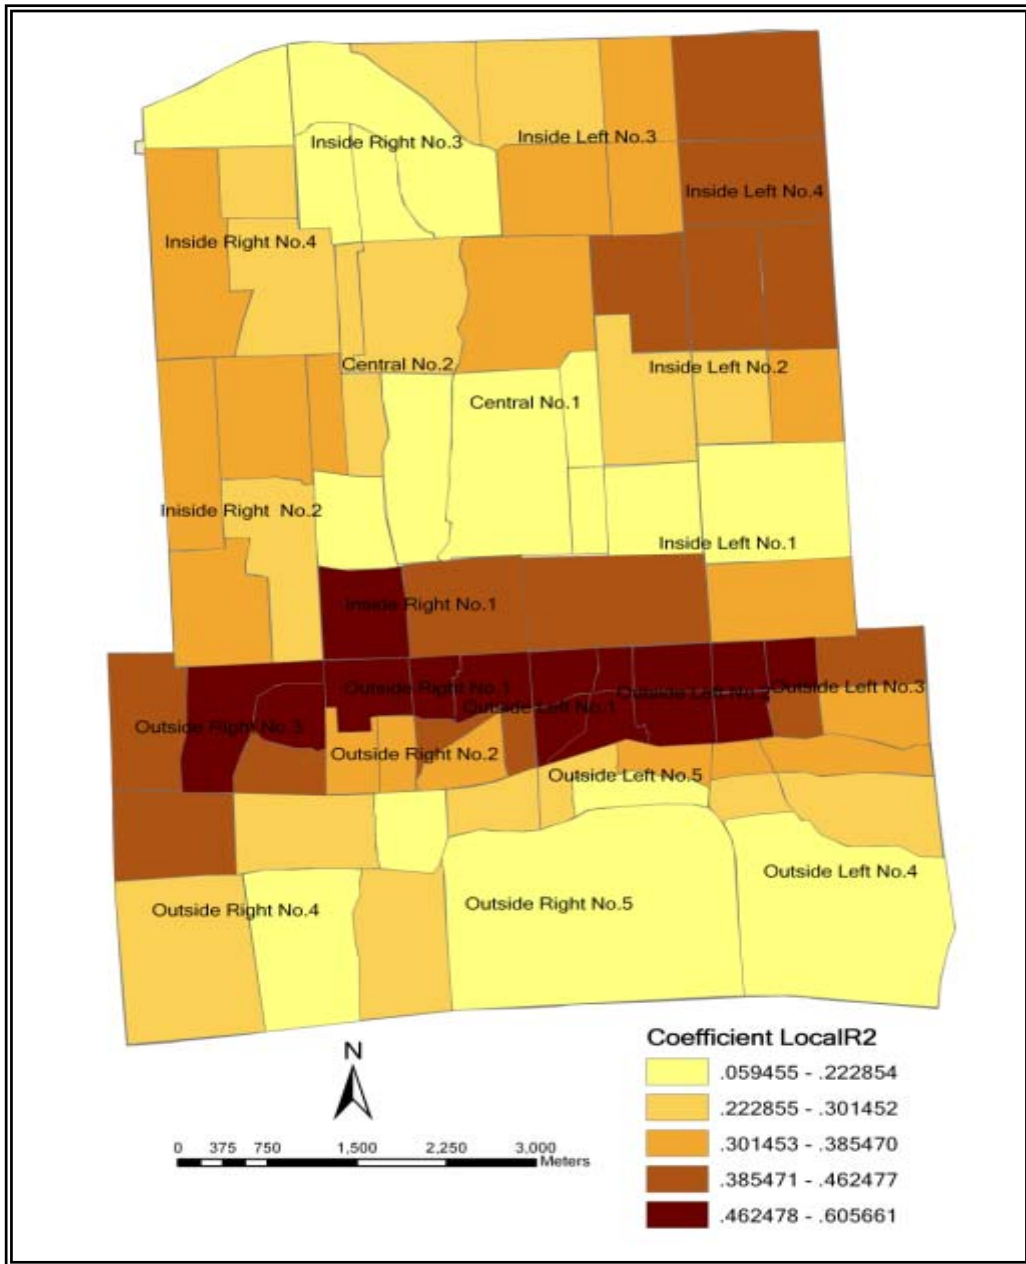 Inside Right No.3
Inside Left No.3
Inside Left No.4
Inside Right No.4
Central No.2
Inside Left No.2
Central No.1
Iniside Right No.2
Inside Left No.1
Inside Right No.1
Outside Right No.1
Outside Left No.2
Outside Left No.3
Outside Left No.1
Outside Right No.3
Outside Right No.2
Outside Left No.5
Outside Left No.4
Outside Right No.4
Outside Right No.5
Coefficient LocalR2
.059455 - .222854
.222855 - .301452
.301453 - .385470
.385471 - .462477
.462478 - .605661
N
0 375 750 1,500 2,250 3,000
Meters